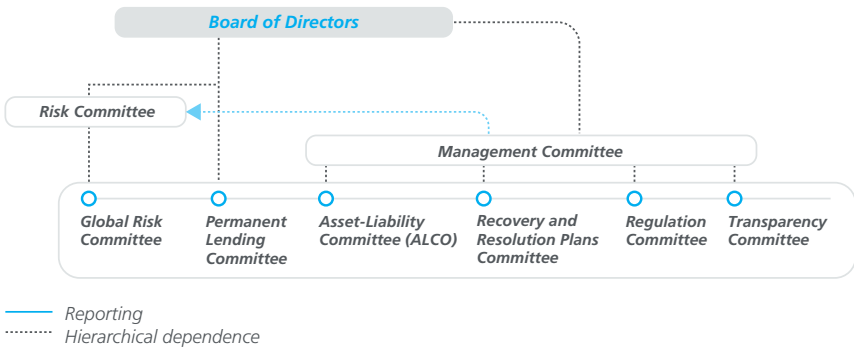 Board of Directors
Risk Committee
Management Committee
Global Risk
Committee
Permanent
Lending
Committee
Asset-Liability
Committee (ALCO)
Recovery and
Resolution Plans
Committee
Regulation
Committee
Transparency
Committee
Reporting
Hierarchical dependence